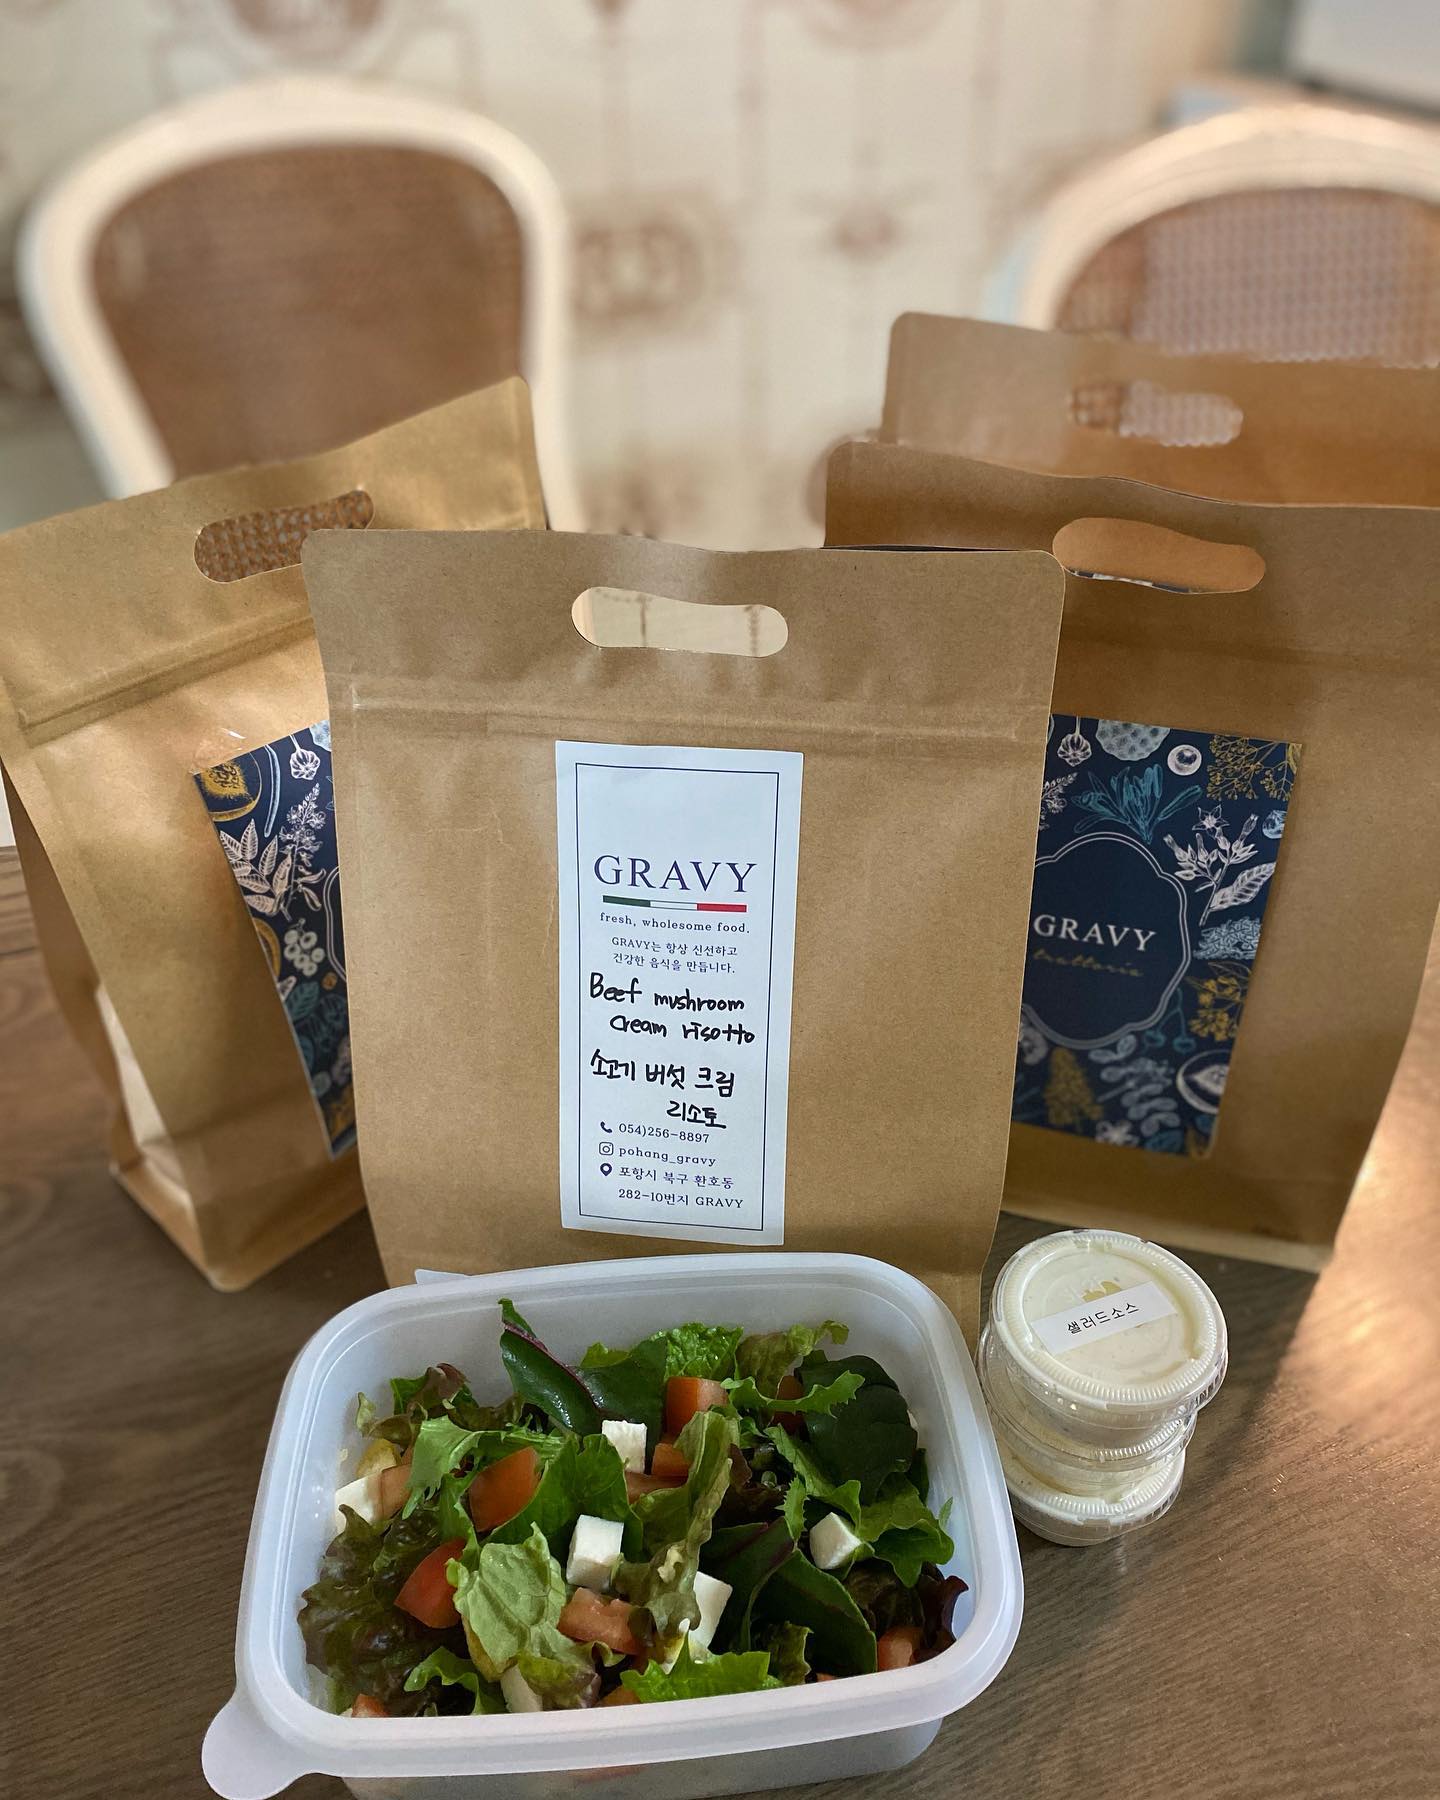 GRAVY
fresh, wholesome food.
GRAVY는 항상 신선하고
건강한 음식을 만듭니다.
Beef mushroom
cream risotto
소고기 버섯 크림
리소토
054)256-8897
pohang_gravy
포항시 북구 환호동
282-10번지 GRAVY
GRAVY
trattoria
샐러드소스